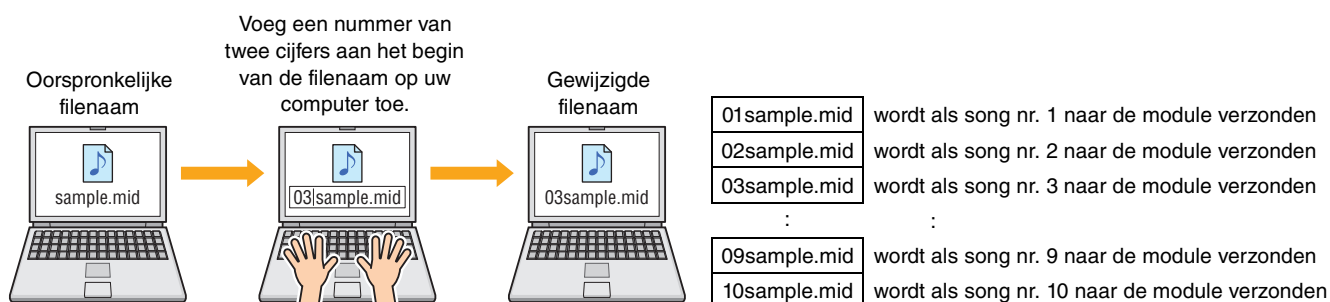 Voeg een nummer van
twee cijfers aan het begin
van de filenaam op uw
computer toe.
Oorspronkelijke
filenaam
Gewijzigde
filenaam
sample.mid
03sample.mid
03sample.mid
01sample.mid wordt als song nr. 1 naar de module verzonden
02sample.mid wordt als song nr. 2 naar de module verzonden
03sample.mid wordt als song nr. 3 naar de module verzonden
: :
09sample.mid wordt als song nr. 9 naar de module verzonden
10sample.mid wordt als song nr. 10 naar de module verzonden